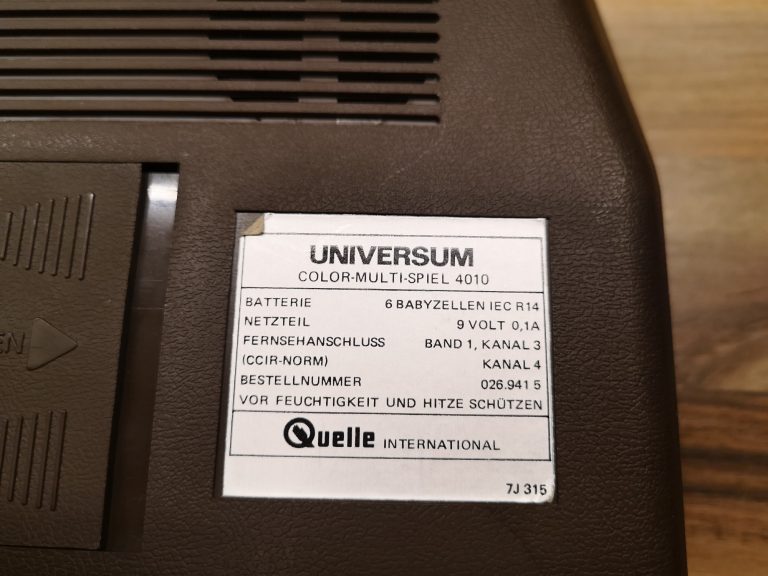 UNIVERSUM
COLOR-MULTI-SPIEL 4010
BATTERIE 6 BABYZELLEN IEC R14
NETZTEIL 9 VOLT 0,1A
FERNSEHANSCHLUSS BAND 1, KANAL 3
(CCIR-NORM) KANAL 4
BESTELLNUMMER 026.941 5
VOR FEUCHTIGKEIT UND HITZE SCHÜTZEN
Quelle INTERNATIONAL
7J 315